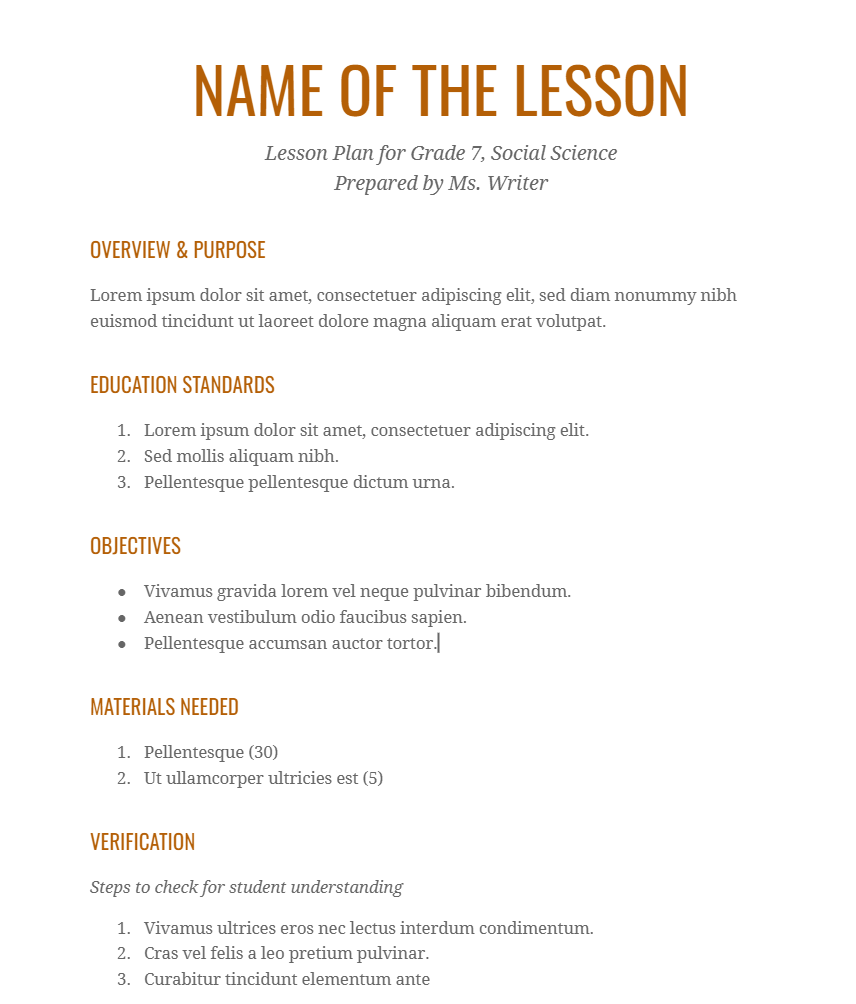 NAME OF THE LESSON
Lesson Plan for Grade 7, Social Science
Prepared by Ms. Writer
OVERVIEW & PURPOSE
Lorem ipsum dolor sit amet, consectetuer adipiscing elit, sed diam nonummy nibh
euismod tincidunt ut laoreet dolore magna aliquam erat volutpat.
EDUCATION STANDARDS
1. Lorem ipsum dolor sit amet, consectetuer adipiscing elit.
2. Sed mollis aliquam nibh.
3. Pellentesque pellentesque dictum urna.
OBJECTIVES
● Vivamus gravida lorem vel neque pulvinar bibendum.
● Aenean vestibulum odio faucibus sapien.
● Pellentesque accumsan auctor tortor.
MATERIALS NEEDED
1. Pellentesque (30)
2. Ut ullamcorper ultricies est (5)
VERIFICATION
Steps to check for student understanding
1. Vivamus ultrices eros nec lectus interdum condimentum.
2. Cras vel felis a leo pretium pulvinar.
3. Curabitur tincidunt elementum ante